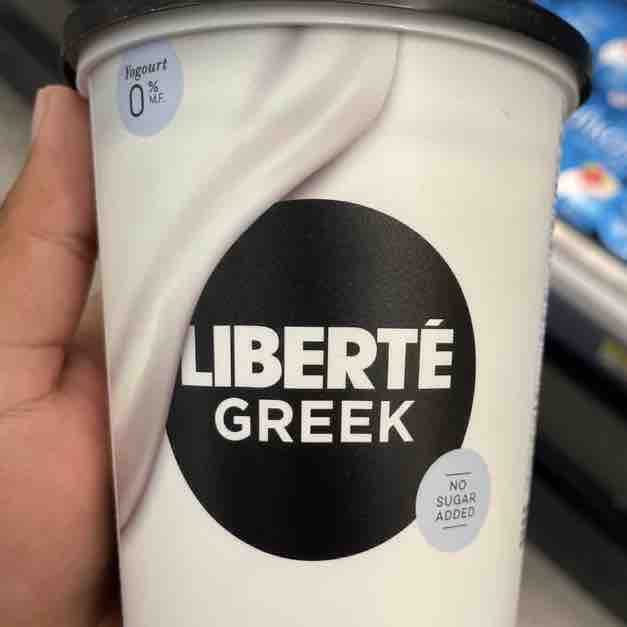 Yogourt
0 % M.F.
LIBERTÉ
GREEK
NO
SUGAR
ADDED